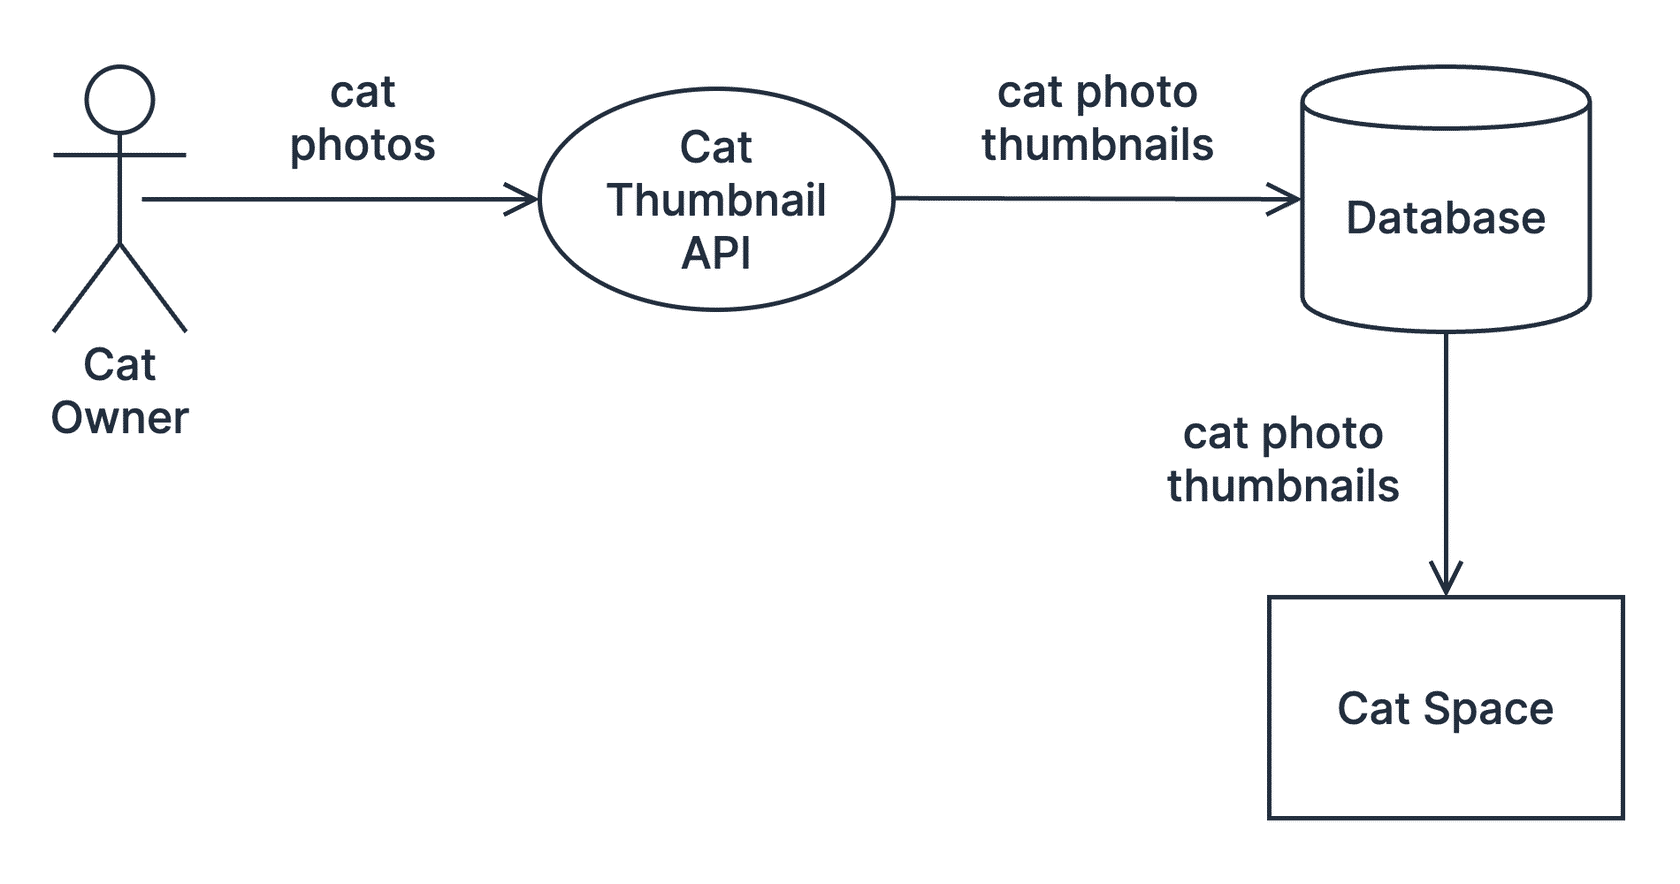 cat
photos
Cat
Thumbnail
API
cat photo
thumbnails
Database
Cat
Owner
cat photo
thumbnails
Cat Space